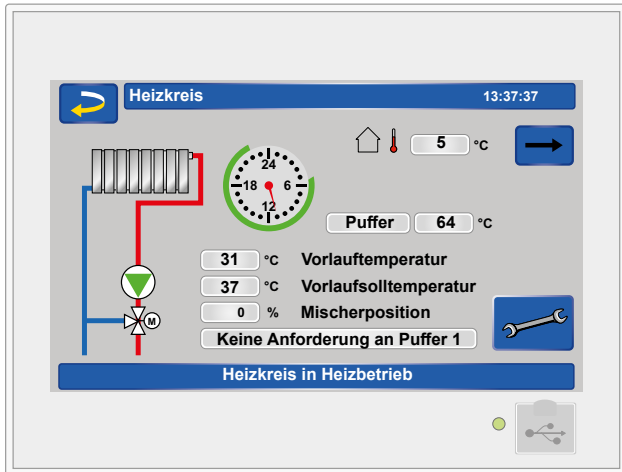 Heizkreis 13:37:37
5 °C
24
18 6
12
Puffer 64 °C
31 °C Vorlauftemperatur
37 °C Vorlaufsolltemperatur
0 % Mischerposition
M
Keine Anforderung an Puffer 1
Heizkreis in Heizbetrieb